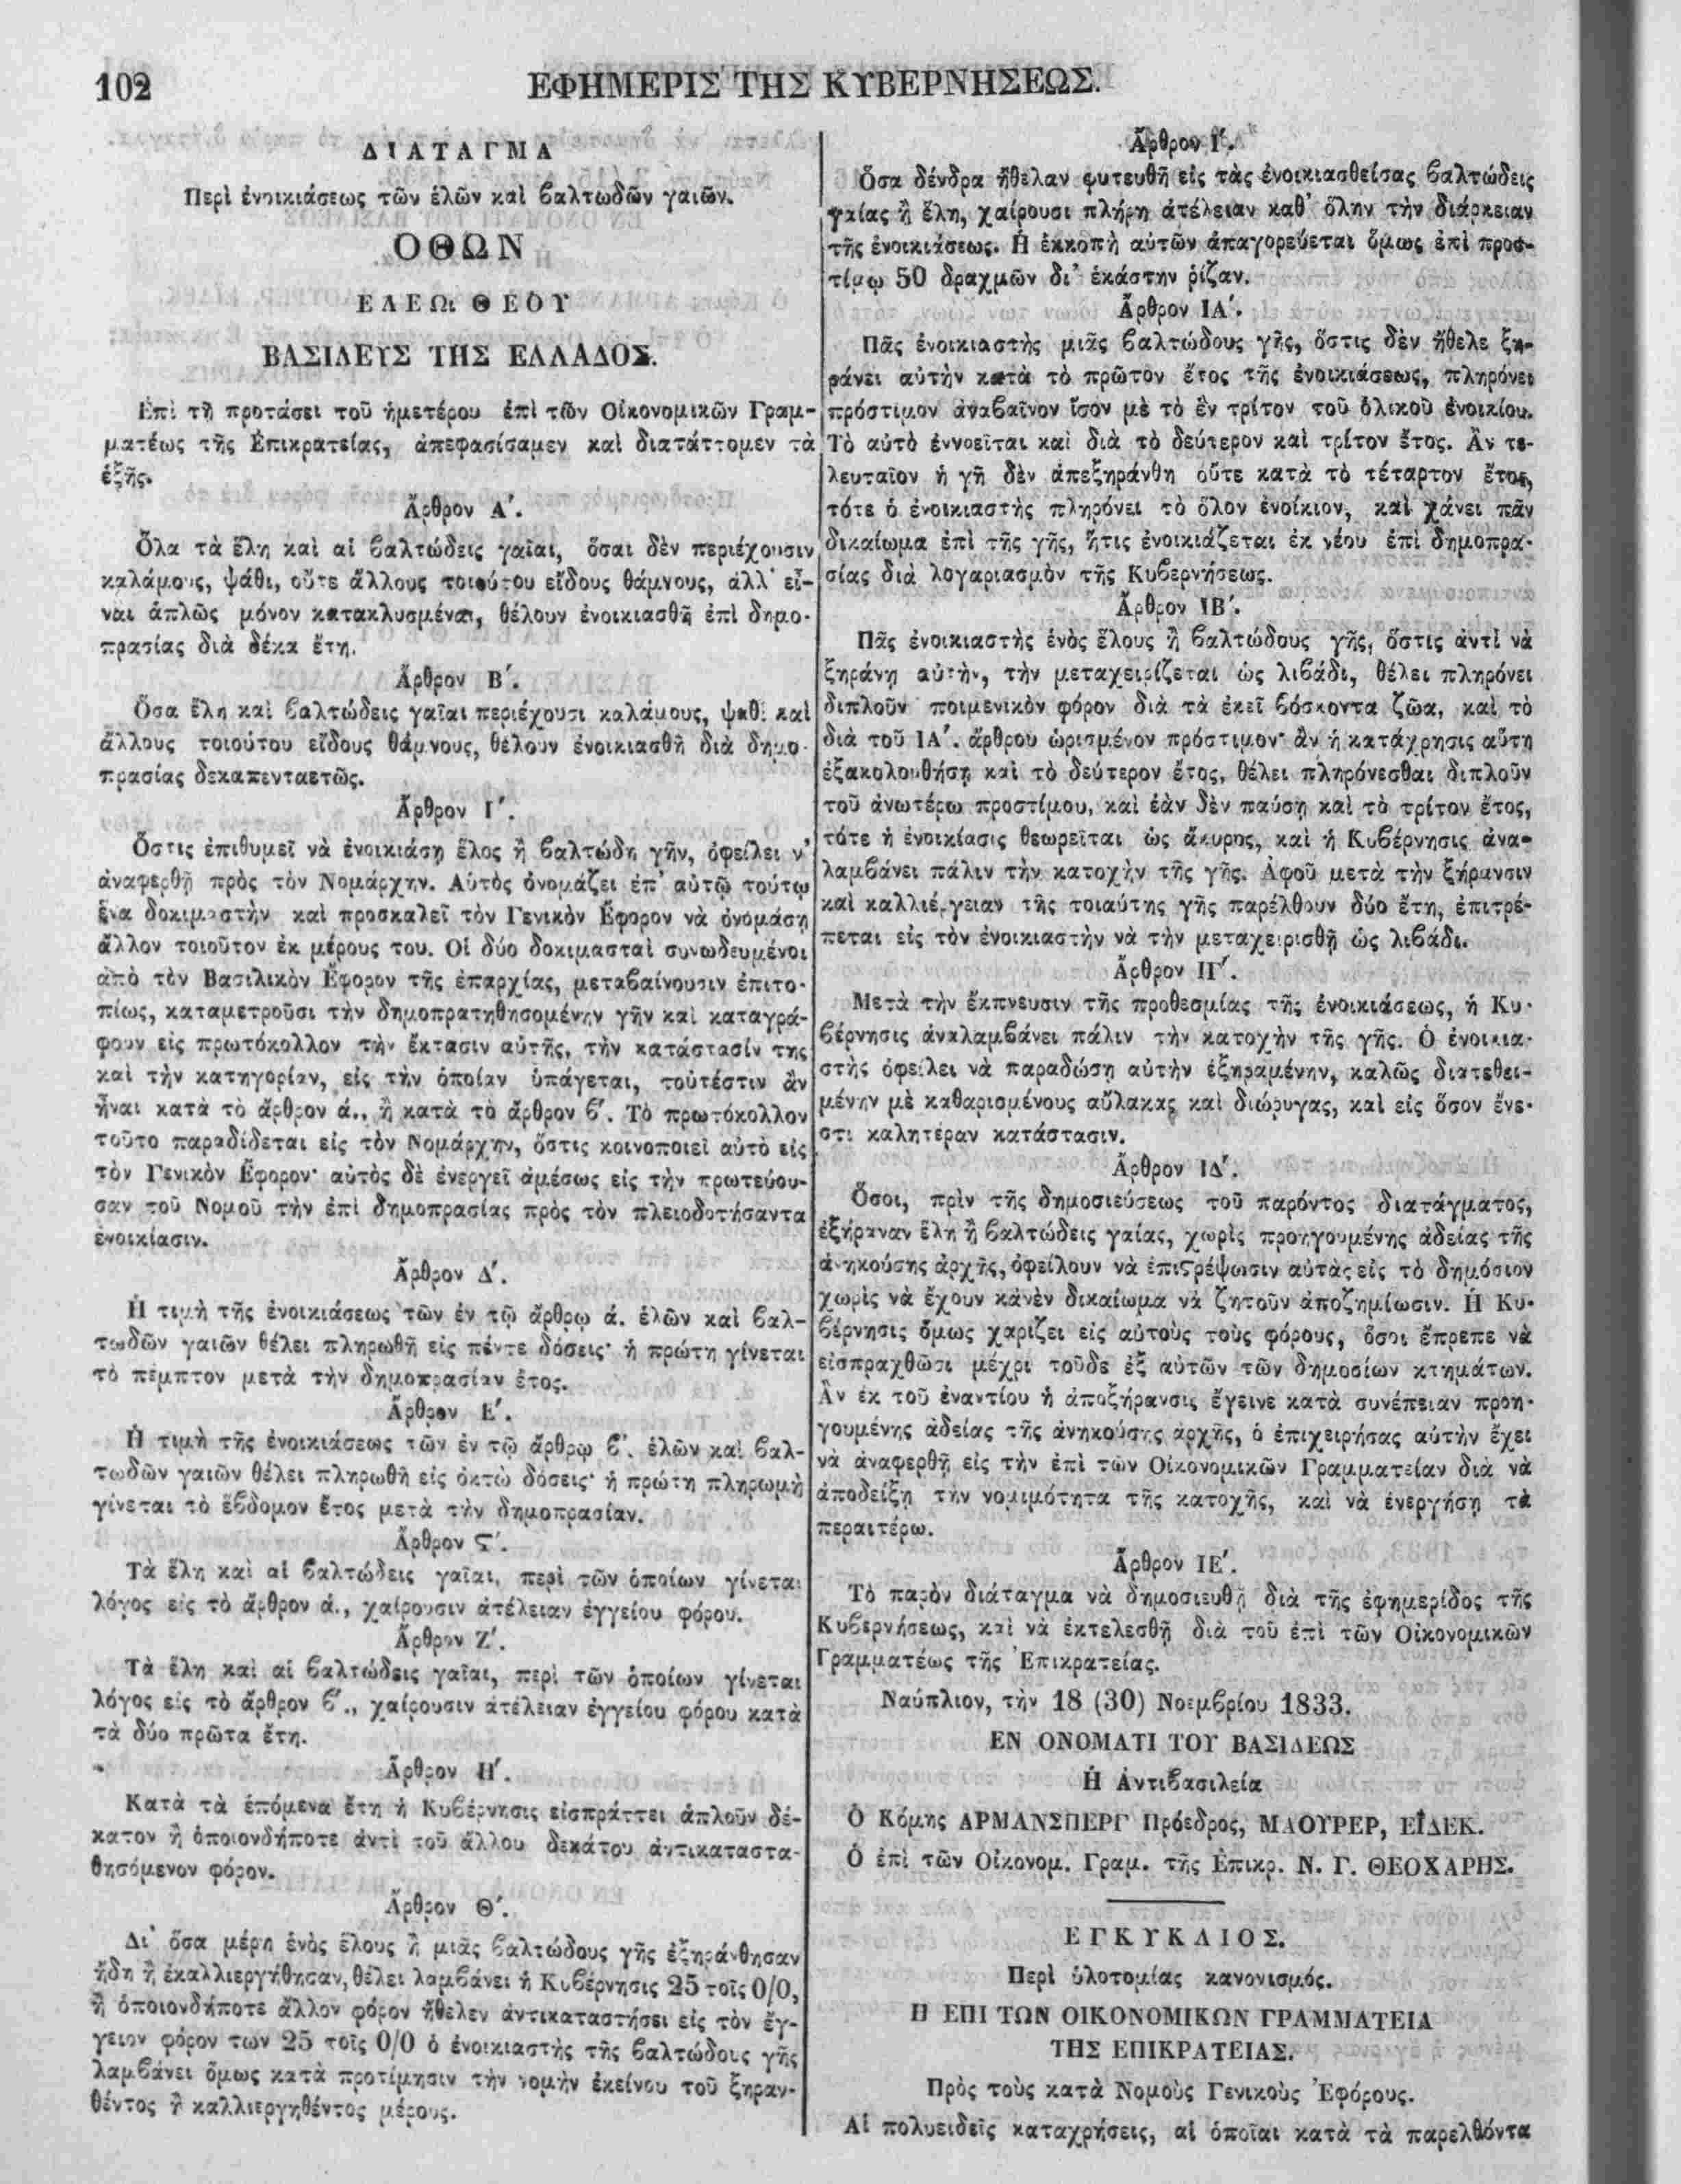 102
ΕΦΗΜΕΡΙΣ ΤΗΣ ΚΥΒΕΡΝΗΣΕΩΣ.
ΔΙΑΤΑΓΜΑ
Περὶ ἐνοικιάσεως τῶν ἑλῶν καὶ βαλτωδῶν γαιῶν.
ΟΘΩΝ
ΕΛΕΩι ΘΕΟΥ
ΒΑΣΙΛΕΥΣ ΤΗΣ ΕΛΛΑΔΟΣ.
Ἐπὶ τῇ προτάσει τοῦ ἡμετέρου ἐπὶ τῶν Οἰκονομικῶν Γραμ-
ματέως τῆς Ἐπικρατείας, ἀπεφασίσαμεν καὶ διατάττομεν τὰ
ἑξῆς.
Ἄρθρον Α΄.
Ὅλα τὰ ἕλη καὶ αἱ βαλτώδεις γαῖαι, ὅσαι δὲν περιέχουσιν
καλάμους, ψάθι, οὔτε ἄλλους τοιούτου εἴδους θάμνους, ἀλλ᾽ εἶ-
ναι ἁπλῶς μόνον κατακλυσμέναι, θέλουν ἐνοικιασθῆ ἐπὶ δημο-
πρασίας διὰ δέκα ἔτη.
Ἄρθρον Β΄.
Ὅσα ἕλη καὶ βαλτώδεις γαῖαι περιέχουσι καλάμους, ψαθὶ καὶ
ἄλλους τοιούτου εἴδους θάμνους, θέλουν ἐνοικιασθῆ διὰ δημο-
πρασίας δεκαπενταετῶς.
Ἄρθρον Γ΄.
Ὅστις ἐπιθυμεῖ νὰ ἐνοικιάσῃ ἕλος ἢ βαλτώδη γῆν, ὀφείλει ν᾽
ἀναφερθῇ πρὸς τὸν Νομάρχην. Αὐτὸς ὀνομάζει ἐπ᾽ αὐτῷ τούτῳ
ἕνα δοκιμαστὴν καὶ προσκαλεῖ τὸν Γενικὸν Ἔφορον νὰ ὀνομάσῃ
ἄλλον τοιοῦτον ἐκ μέρους του. Οἱ δύο δοκιμασταὶ συνωδευμένοι
ἀπὸ τὸν Βασιλικὸν Ἔφορον τῆς ἐπαρχίας, μεταβαίνουσιν ἐπιτο-
πίως, καταμετροῦσι τὴν δημοπρατηθησομένην γῆν καὶ καταγρά-
φουν εἰς πρωτόκολλον τὴν ἔκτασιν αὐτῆς, τὴν κατάστασίν της
καὶ τὴν κατηγορίαν, εἰς τὴν ὁποίαν ὑπάγεται, τοὐτέστιν ἂν
ᾖναι κατὰ τὸ ἄρθρον ά., ἢ κατὰ τὸ ἄρθρον β΄. Τὸ πρωτόκολλον
τοῦτο παραδίδεται εἰς τὸν Νομάρχην, ὅστις κοινοποιεῖ αὐτὸ εἰς
τὸν Γενικὸν Ἔφορον· αὐτὸς δὲ ἐνεργεῖ ἀμέσως εἰς τὴν πρωτεύου-
σαν τοῦ Νομοῦ τὴν ἐπὶ δημοπρασίας πρὸς τὸν πλειοδοτήσαντα
ἐνοικίασιν.
Ἄρθρον Δ΄.
Ἡ τιμὴ τῆς ἐνοικιάσεως τῶν ἐν τῷ ἄρθρῳ ά. ἑλῶν καὶ βαλ-
τωδῶν γαιῶν θέλει πληρωθῆ εἰς πέντε δόσεις· ἡ πρώτη γίνεται
τὸ πέμπτον μετὰ τὴν δημοπρασίαν ἔτος.
Ἄρθρον Ε΄.
Ἡ τιμὴ τῆς ἐνοικιάσεως τῶν ἐν τῷ ἄρθρῳ β΄. ἑλῶν καὶ βαλ-
τωδῶν γαιῶν θέλει πληρωθῆ εἰς ὀκτὼ δόσεις· ἡ πρώτη πληρωμὴ
γίνεται τὸ ἕβδομον ἔτος μετὰ τὴν δημοπρασίαν.
Ἄρθρον Ϛ΄.
Τὰ ἕλη καὶ αἱ βαλτώδεις γαῖαι, περὶ τῶν ὁποίων γίνεται
λόγος εἰς τὸ ἄρθρον ά., χαίρουσιν ἀτέλειαν ἐγγείου φόρου.
Ἄρθρον Ζ΄.
Τὰ ἕλη καὶ αἱ βαλτώδεις γαῖαι, περὶ τῶν ὁποίων γίνεται
λόγος εἰς τὸ ἄρθρον β΄., χαίρουσιν ἀτέλειαν ἐγγείου φόρου κατὰ
τὰ δύο πρῶτα ἔτη.
Ἄρθρον Η΄.
Κατὰ τὰ ἑπόμενα ἔτη ἡ Κυβέρνησις εἰσπράττει ἁπλοῦν δέ-
κατον ἢ ὁποιονδήποτε ἀντὶ τοῦ ἄλλου δεκάτου ἀντικαταστα-
θησόμενον φόρον.
Ἄρθρον Θ΄.
Δι᾽ ὅσα μέρη ἑνὸς ἕλους ἢ μιᾶς βαλτώδους γῆς ἐξηράνθησαν
ἤδη ἢ ἐκαλλιεργήθησαν, θέλει λαμβάνει ἡ Κυβέρνησις 25 τοῖς 0/0,
ἢ ὁποιονδήποτε ἄλλον φόρον ἤθελεν ἀντικαταστήσει εἰς τὸν ἔγ-
γειον φόρον των 25 τοῖς 0/0 ὁ ἐνοικιαστὴς τῆς βαλτώδους γῆς
λαμβάνει ὅμως κατὰ προτίμησιν τὴν νομὴν ἐκείνου τοῦ ξηραν-
θέντος ἢ καλλιεργηθέντος μέρους.
Ἄρθρον Ι΄.
Ὅσα δένδρα ἤθελαν φυτευθῆ εἰς τὰς ἐνοικιασθείσας βαλτώδεις
γαίας ἢ ἕλη, χαίρουσι πλήρη ἀτέλειαν καθ᾽ ὅλην τὴν διάρκειαν
τῆς ἐνοικιάσεως. Ἡ ἐκκοπὴ αὐτῶν ἀπαγορεύεται ὅμως ἐπὶ προσ-
τίμῳ 50 δραχμῶν δι᾽ ἑκάστην ῥίζαν.
Ἄρθρον ΙΑ΄.
Πᾶς ἐνοικιαστὴς μιᾶς βαλτώδους γῆς, ὅστις δὲν ἤθελε ξη-
ράνει αὐτὴν κατὰ τὸ πρῶτον ἔτος τῆς ἐνοικιάσεως, πληρόνει
πρόστιμον ἀναβαῖνον ἴσον μὲ τὸ ἓν τρίτον τοῦ ὁλικοῦ ἐνοικίου.
Τὸ αὐτὸ ἐννοεῖται καὶ διὰ τὸ δεύτερον καὶ τρίτον ἔτος. Ἂν τε-
λευταῖον ἡ γῆ δὲν ἀπεξηράνθη οὔτε κατὰ τὸ τέταρτον ἔτος,
τότε ὁ ἐνοικιαστὴς πληρόνει τὸ ὅλον ἐνοίκιον, καὶ χάνει πᾶν
δικαίωμα ἐπὶ τῆς γῆς, ἥτις ἐνοικιάζεται ἐκ νέου ἐπὶ δημοπρα-
σίας διὰ λογαριασμὸν τῆς Κυβερνήσεως.
Ἄρθρον ΙΒ΄.
Πᾶς ἐνοικιαστὴς ἑνὸς ἕλους ἢ βαλτώδους γῆς, ὅστις ἀντὶ νὰ
ξηράνῃ αὐτὴν, τὴν μεταχειρίζεται ὡς λιβάδι, θέλει πληρόνει
διπλοῦν ποιμενικὸν φόρον διὰ τὰ ἐκεῖ βόσκοντα ζῶα, καὶ τὸ
διὰ τοῦ ΙΑ΄. ἄρθρου ὡρισμένον πρόστιμον· ἂν ἡ κατάχρησις αὕτη
ἐξακολουθήσῃ καὶ τὸ δεύτερον ἔτος, θέλει πληρόνεσθαι διπλοῦν
τοῦ ἀνωτέρω προστίμου, καὶ ἐὰν δὲν παύσῃ καὶ τὸ τρίτον ἔτος,
τότε ἡ ἐνοικίασις θεωρεῖται ὡς ἄκυρος, καὶ ἡ Κυβέρνησις ἀνα-
λαμβάνει πάλιν τὴν κατοχὴν τῆς γῆς. Ἀφοῦ μετὰ τὴν ξήρανσιν
καὶ καλλιέργειαν τῆς τοιαύτης γῆς παρέλθουν δύο ἔτη, ἐπιτρέ-
πεται εἰς τὸν ἐνοικιαστὴν νὰ τὴν μεταχειρισθῇ ὡς λιβάδι.
Ἄρθρον ΙΓ΄.
Μετὰ τὴν ἔκπνευσιν τῆς προθεσμίας τῆς ἐνοικιάσεως, ἡ Κυ-
βέρνησις ἀναλαμβάνει πάλιν τὴν κατοχὴν τῆς γῆς. Ὁ ἐνοικια-
στὴς ὀφείλει νὰ παραδώσῃ αὐτὴν ἐξηραμένην, καλῶς διατεθει-
μένην μὲ καθαρισμένους αὔλακας καὶ διώρυγας, καὶ εἰς ὅσον ἔνε-
στι καλητέραν κατάστασιν.
Ἄρθρον ΙΔ΄.
Ὅσοι, πρὶν τῆς δημοσιεύσεως τοῦ παρόντος διατάγματος,
ἐξήραναν ἕλη ἢ βαλτώδεις γαίας, χωρὶς προηγουμένης ἀδείας τῆς
ἀνηκούσης ἀρχῆς, ὀφείλουν νὰ ἐπιϛρέψωσιν αὐτὰς εἰς τὸ δημόσιον
χωρὶς νὰ ἔχουν κἀνὲν δικαίωμα νὰ ζητοῦν ἀποζημίωσιν. Ἡ Κυ-
βέρνησις ὅμως χαρίζει εἰς αὐτοὺς τοὺς φόρους, ὅσοι ἔπρεπε νὰ
εἰσπραχθῶσι μέχρι τοῦδε ἐξ αὐτῶν τῶν δημοσίων κτημάτων.
Ἂν ἐκ τοῦ ἐναντίου ἡ ἀποξήρανσις ἔγεινε κατὰ συνέπειαν προη-
γουμένης ἀδείας τῆς ἀνηκούσης ἀρχῆς, ὁ ἐπιχειρήσας αὐτὴν ἔχει
νὰ ἀναφερθῇ εἰς τὴν ἐπὶ τῶν Οἰκονομικῶν Γραμματείαν διὰ νὰ
ἀποδείξῃ τὴν νομιμότητα τῆς κατοχῆς, καὶ νὰ ἐνεργήσῃ τὰ
περαιτέρω.
Ἄρθρον ΙΕ΄.
Τὸ παρὸν διάταγμα νὰ δημοσιευθῇ διὰ τῆς ἐφημερίδος τῆς
Κυβερνήσεως, καὶ νὰ ἐκτελεσθῇ διὰ τοῦ ἐπὶ τῶν Οἰκονομικῶν
Γραμματέως τῆς Ἐπικρατείας.
Ναύπλιον, τὴν 18 (30) Νοεμβρίου 1833.
ΕΝ ΟΝΟΜΑΤΙ ΤΟΥ ΒΑΣΙΛΕΩΣ
Ἡ Ἀντιβασιλεία
Ὁ Κόμης ΑΡΜΑΝΣΠΕΡΓ Πρόεδρος, ΜΑΟΥΡΕΡ, ΕΪΔΕΚ.
Ὁ ἐπὶ τῶν Οἰκονομ. Γραμ. τῆς Ἐπικρ. Ν. Γ. ΘΕΟΧΑΡΗΣ.
ΕΓΚΥΚΛΙΟΣ.
Περὶ ὑλοτομίας κανονισμός.
Η ΕΠΙ ΤΩΝ ΟΙΚΟΝΟΜΙΚΩΝ ΓΡΑΜΜΑΤΕΙΑ
ΤΗΣ ΕΠΙΚΡΑΤΕΙΑΣ.
Πρὸς τοὺς κατὰ Νομοὺς Γενικοὺς Ἐφόρους.
Αἱ πολυειδεῖς καταχρήσεις, αἱ ὁποῖαι κατὰ τὰ παρελθόντα